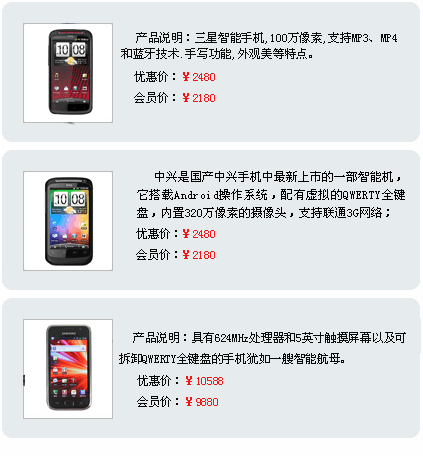 产品说明：三星智能手机,100万像素,支持MP3、MP4
和蓝牙技术.手写功能,外观美等特点。
优惠价：￥2480
会员价：￥2180
中兴是国产中兴手机中最新上市的一部智能机，
它搭载Android操作系统，配有虚拟的QWERTY全键
盘，内置320万像素的摄像头，支持联通3G网络；
优惠价：￥2480
会员价：￥2180
产品说明：具有624MHz处理器和5英寸触摸屏幕以及可
拆卸QWERTY全键盘的手机犹如一艘智能航母。
优惠价：￥10588
会员价：￥9880